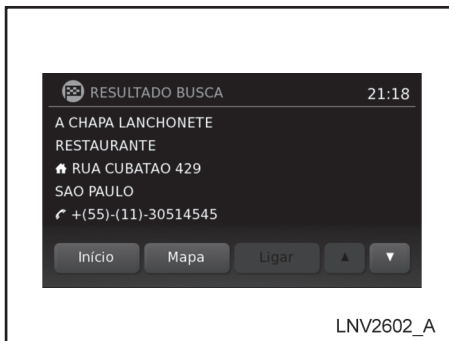 RESULTADO BUSCA 21:18
A CHAPA LANCHONETE
RESTAURANTE
RUA CUBATAO 429
SAO PAULO
+(55)-(11)-30514545
Início Mapa Ligar
LNV2602_A